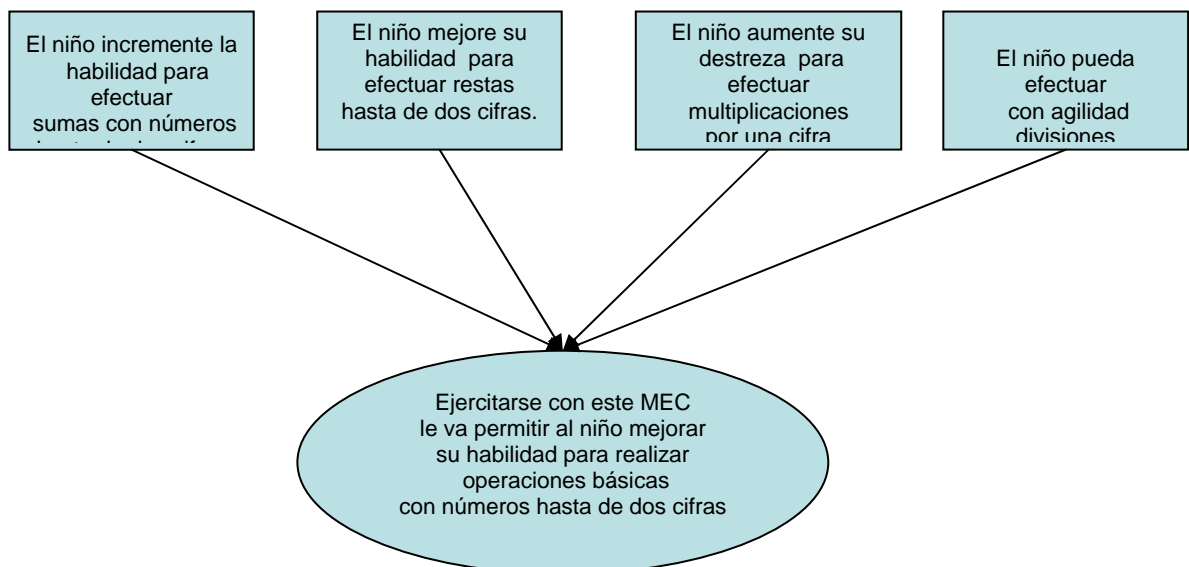 El niño incremente la
habilidad para
efectuar
sumas con números
El niño mejore su
habilidad para
efectuar restas
hasta de dos cifras.
El niño aumente su
destreza para
efectuar
multiplicaciones
por una cifra
El niño pueda
efectuar
con agilidad
divisiones
Ejercitarse con este MEC
le va permitir al niño mejorar
su habilidad para realizar
operaciones básicas
con números hasta de dos cifras